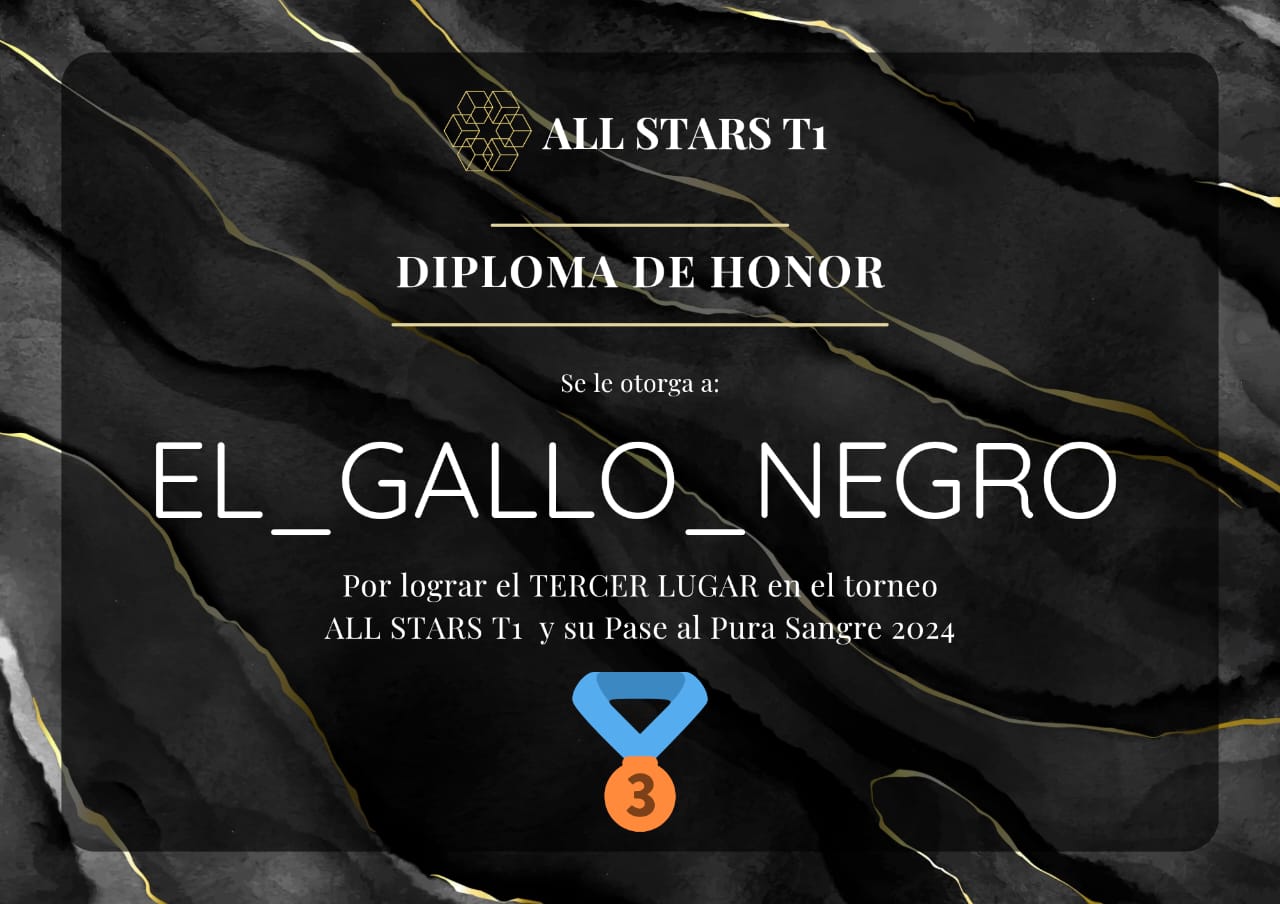 ALL STARS T1
DIPLOMA DE HONOR
Se le otorga a:
EL_GALLO_NEGRO
Por lograr el TERCER LUGAR en el torneo
ALL STARS T1 y su Pase al Pura Sangre 2024
3